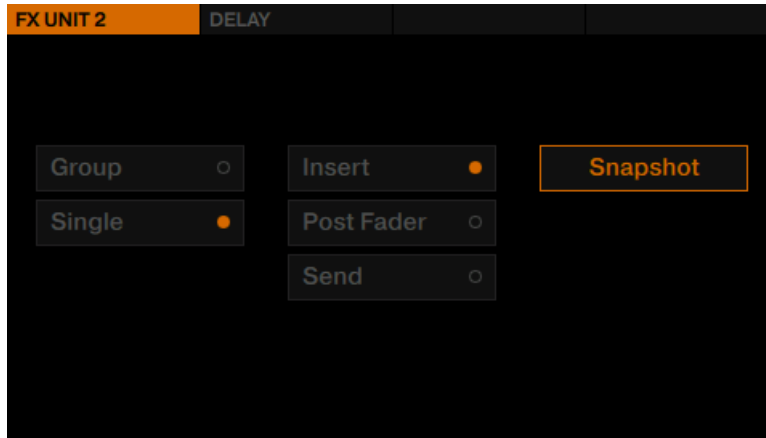 FX UNIT 2 DELAY
Group Insert Snapshot
Single Post Fader
Send